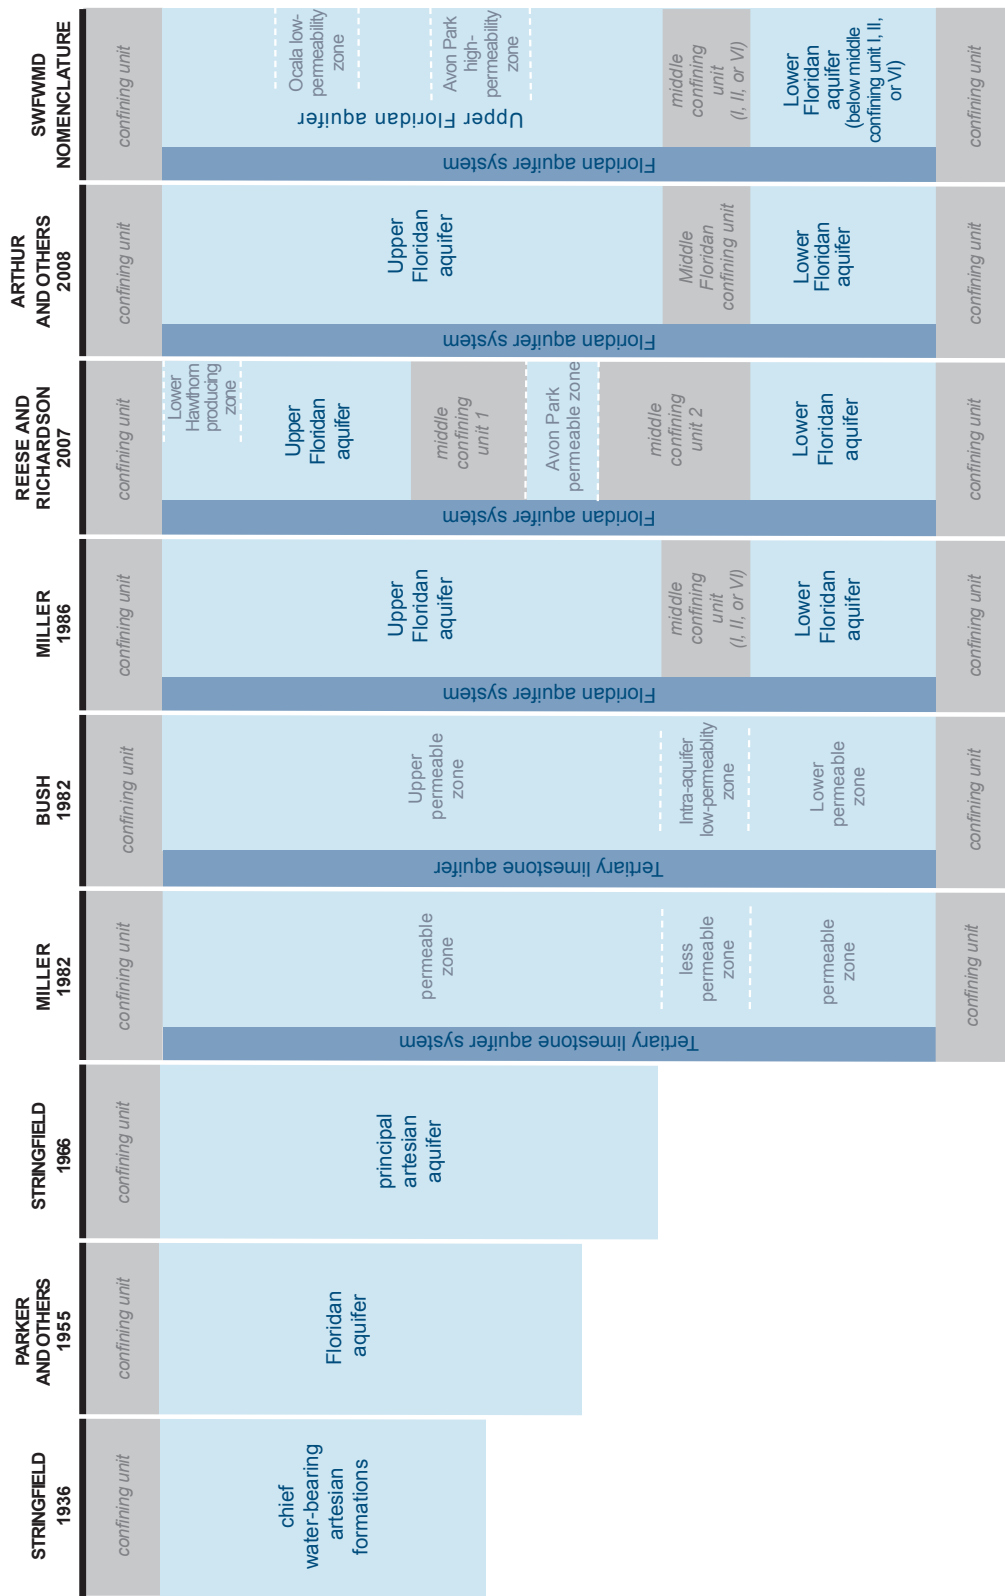 STRINGFIELD
1936
confining unit
chief
water-bearing
artesian
formations
PARKER
AND OTHERS
1955
confining unit
Floridan
aquifer
STRINGFIELD
1966
confining unit
principal
artesian
aquifer
MILLER
1982
confining unit
Tertiary limestone aquifer system
permeable
zone
less
permeable
zone
permeable
zone
confining unit
BUSH
1982
confining unit
Tertiary limestone aquifer
Upper
permeable
zone
Intra-aquifer
low-permeablity
zone
Lower
permeable
zone
confining unit
MILLER
1986
confining unit
Floridan aquifer system
Upper
Floridan
aquifer
middle
confining
unit
(I, II, or VI)
Lower
Floridan
aquifer
confining unit
REESE AND
RICHARDSON
2007
confining unit
Floridan aquifer system
Lower
Hawthorn
producing
zone
Upper
Floridan
aquifer
middle
confining
unit 1
Avon Park
permeable zone
middle
confining
unit 2
Lower
Floridan
aquifer
confining unit
ARTHUR
AND OTHERS
2008
confining unit
Floridan aquifer system
Upper
Floridan
aquifer
Middle
Floridan
confining unit
Lower
Floridan
aquifer
confining unit
SWFWMD
NOMENCLATURE
confining unit
Floridan aquifer system
Upper Floridan aquifer
Ocala low-
permeability
zone
Avon Park
high-
permeability
zone
middle
confining
unit
(I, II, or VI)
Lower
Floridan
aquifer
(below middle
confining unit I, II,
or VI)
confining unit